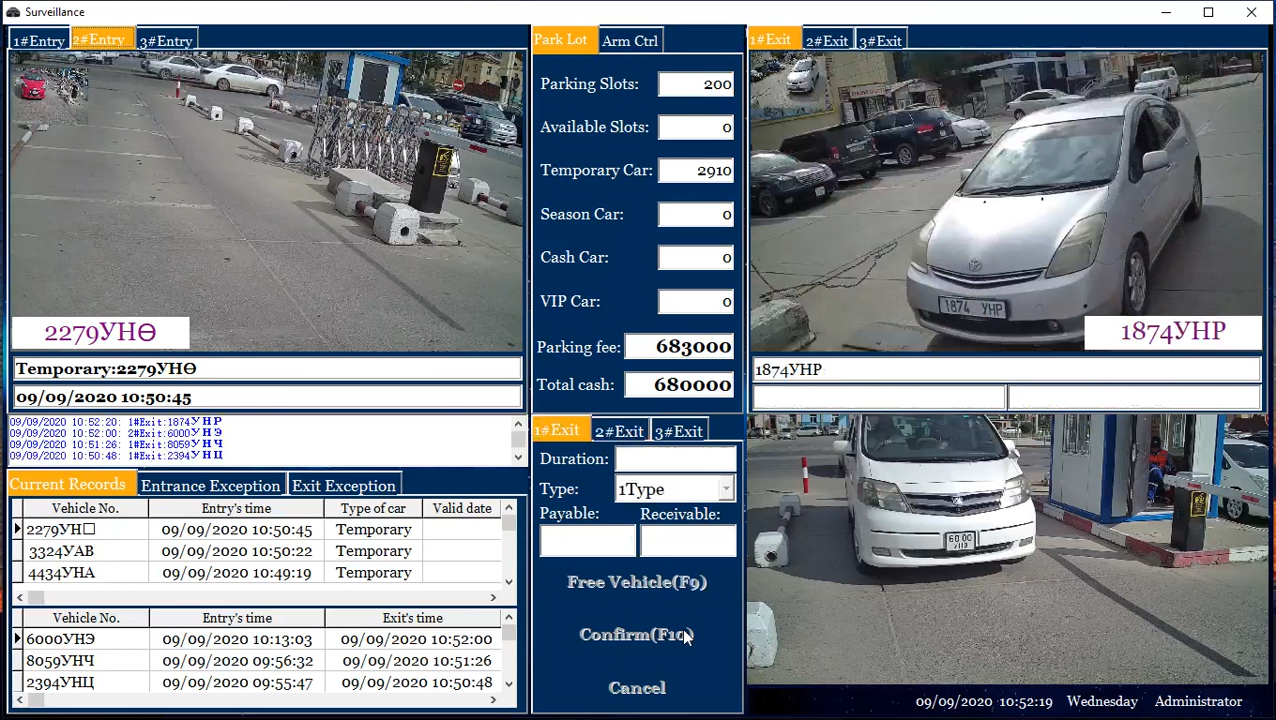 Surveillance
1#Entry 2#Entry 3#Entry
2279УНӨ
Temporary:2279УНӨ
09/09/2020 10:50:45
09/09/2020 10:52:20: 1#Exit:1874УНР
09/09/2020 10:52:00: 2#Exit:6000УНЭ
09/09/2020 10:51:26: 1#Exit:8059УНЧ
09/09/2020 10:50:48: 1#Exit:2394УНЦ
Current Records Entrance Exception Exit Exception
Vehicle No. Entry's time Type of car Valid date
2279УН□ 09/09/2020 10:50:45 Temporary
3324УАВ 09/09/2020 10:50:22 Temporary
4434УНА 09/09/2020 10:49:19 Temporary
Vehicle No. Entry's time Exit's time
6000УНЭ 09/09/2020 10:13:03 09/09/2020 10:52:00
8059УНЧ 09/09/2020 09:56:32 09/09/2020 10:51:26
2394УНЦ 09/09/2020 09:55:47 09/09/2020 10:50:48
Park Lot Arm Ctrl
Parking Slots: 200
Available Slots: 0
Temporary Car: 2910
Season Car: 0
Cash Car: 0
VIP Car: 0
Parking fee: 683000
Total cash: 680000
1#Exit 2#Exit 3#Exit
Duration:
Type: 1Type
Payable: Receivable:
Free Vehicle(F9)
Confirm(F10)
Cancel
1#Exit 2#Exit 3#Exit
1874 УНР
1874УНР
1874УНР
60 00
УНЭ
09/09/2020 10:52:19 Wednesday Administrator